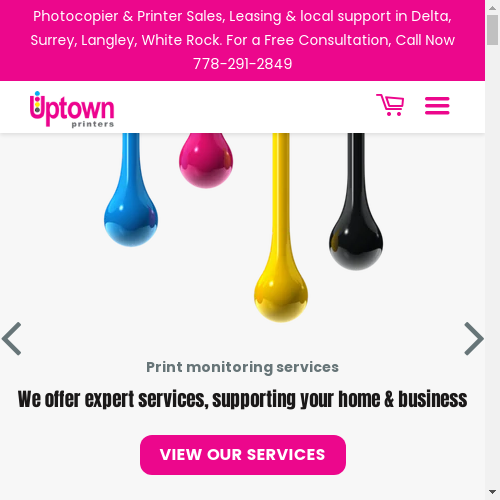 Photocopier & Printer Sales, Leasing & local support in Delta,
Surrey, Langley, White Rock. For a Free Consultation, Call Now
778-291-2849
Uptown
printers
Print monitoring services
We offer expert services, supporting your home & business
VIEW OUR SERVICES